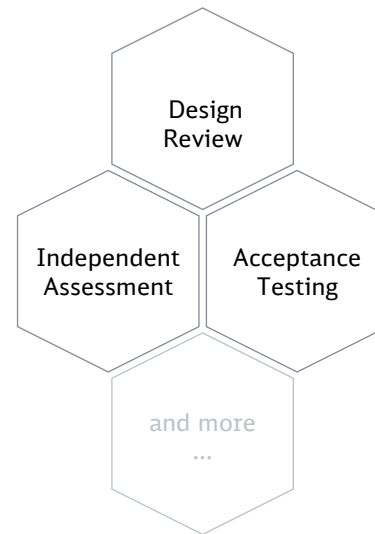 Design
Review
Independent
Assessment
Acceptance
Testing
and more
...